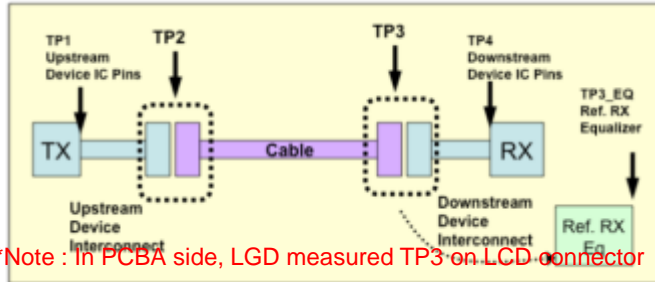 TP1
Upstream
Device IC Pins
TP2
TP3
TP4
Downstream
Device IC Pins
TP3_EQ
Ref. RX
Equalizer
TX
Cable
RX
Upstream
Device
Interconnect
Downstream
Device
Interconnect
Ref. RX
Eq
*Note : In PCBA side, LGD measured TP3 on LCD connector